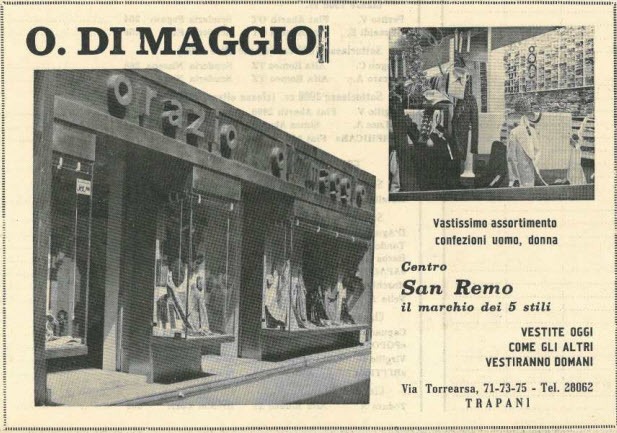 O. DI MAGGIO
orazio di maggio
Vastissimo assortimento
confezioni uomo, donna
Centro
San Remo
il marchio dei 5 stili
VESTITE OGGI
COME GLI ALTRI
VESTIRANNO DOMANI
Via Torrearsa, 71-73-75 - Tel. 28062
TRAPANI